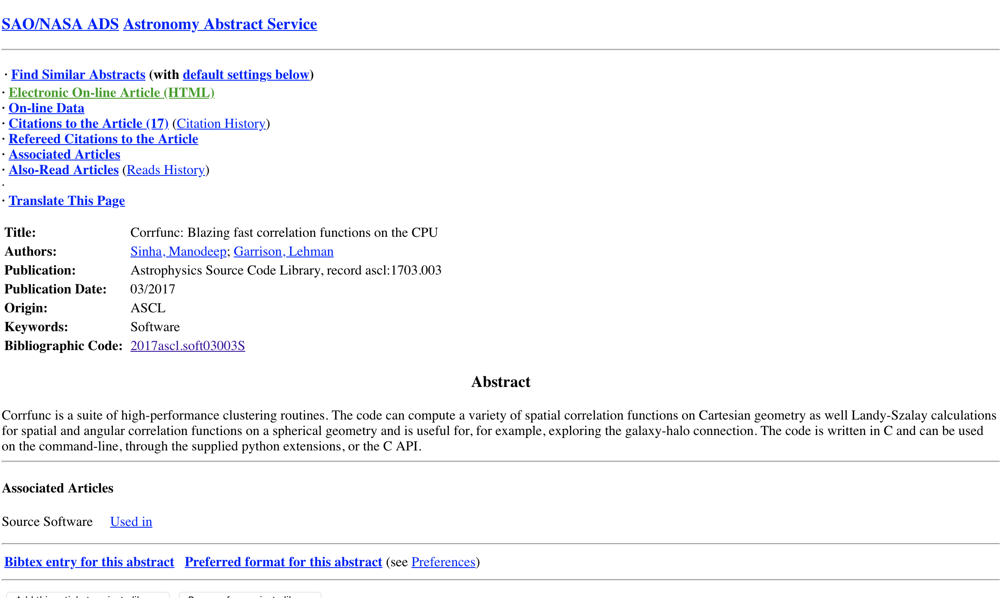 SAO/NASA ADS Astronomy Abstract Service
· Find Similar Abstracts (with default settings below)
· Electronic On-line Article (HTML)
· On-line Data
· Citations to the Article (17) (Citation History)
· Refereed Citations to the Article
· Associated Articles
· Also-Read Articles (Reads History)
·
· Translate This Page
Title: Corrfunc: Blazing fast correlation functions on the CPU
Authors: Sinha, Manodeep; Garrison, Lehman
Publication: Astrophysics Source Code Library, record ascl:1703.003
Publication Date: 03/2017
Origin: ASCL
Keywords: Software
Bibliographic Code: 2017ascl.soft03003S
Abstract
Corrfunc is a suite of high-performance clustering routines. The code can compute a variety of spatial correlation functions on Cartesian geometry as well Landy-Szalay calculations
for spatial and angular correlation functions on a spherical geometry and is useful for, for example, exploring the galaxy-halo connection. The code is written in C and can be used
on the command-line, through the supplied python extensions, or the C API.
Associated Articles
Source Software Used in
Bibtex entry for this abstract Preferred format for this abstract (see Preferences)